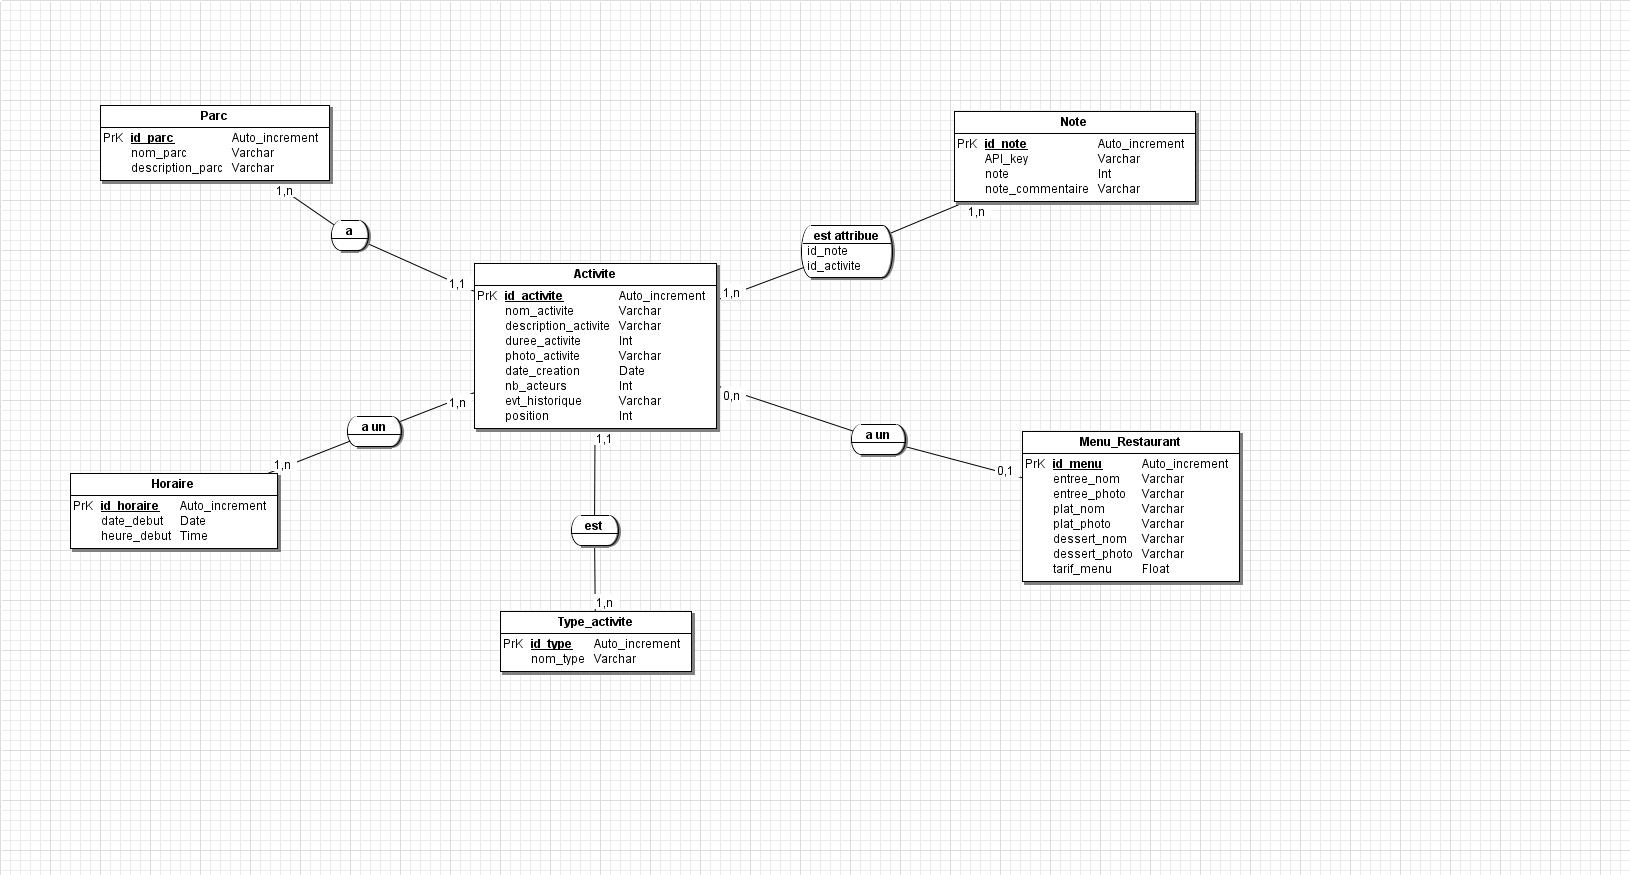 Parc
PrK id_parc Auto_increment
nom_parc Varchar
description_parc Varchar
1,n
a
1,1
Note
PrK id_note Auto_increment
API_key Varchar
note Int
note_commentaire Varchar
1,n
est attribue
id_note
id_activite
1,n
Activite
PrK id_activite Auto_increment
nom_activite Varchar
description_activite Varchar
duree_activite Int
photo_activite Varchar
date_creation Date
nb_acteurs Int
evt_historique Varchar
position Int
1,n
a un
1,n
Horaire
PrK id_horaire Auto_increment
date_debut Date
heure_debut Time
0,n
a un
0,1
Menu_Restaurant
PrK id_menu Auto_increment
entree_nom Varchar
entree_photo Varchar
plat_nom Varchar
plat_photo Varchar
dessert_nom Varchar
dessert_photo Varchar
tarif_menu Float
1,1
est
1,n
Type_activite
PrK id_type Auto_increment
nom_type Varchar